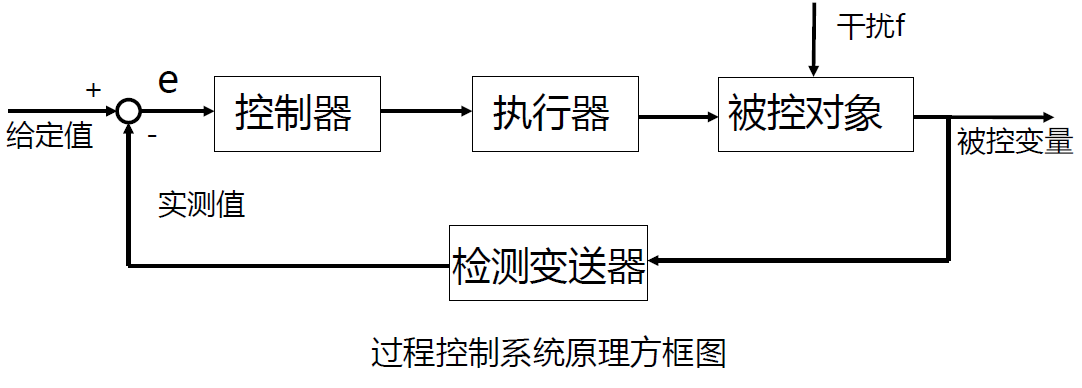 干扰f
+
e
控制器
执行器
被控对象
给定值
-
被控变量
实测值
检测变送器
过程控制系统原理方框图